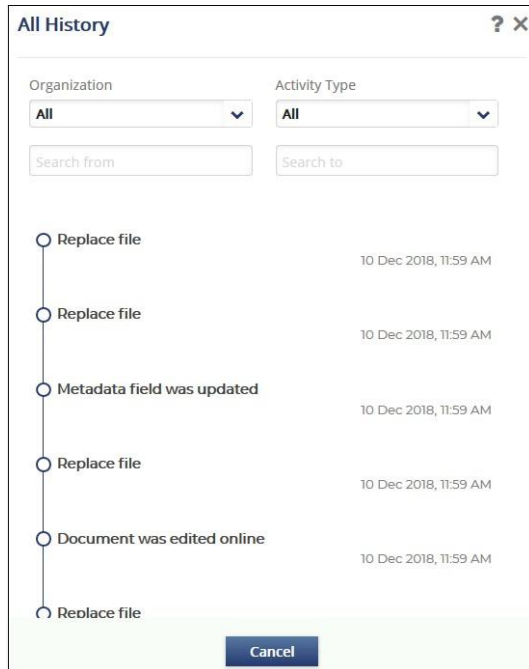 All History
?
Organization
Activity Type
All
All
Search from
Search to
Replace file
10 Dec 2018, 11:59 AM
Replace file
10 Dec 2018, 11:59 AM
Metadata field was updated
10 Dec 2018, 11:59 AM
Replace file
10 Dec 2018, 11:59 AM
Document was edited online
10 Dec 2018, 11:59 AM
Replace file
Cancel